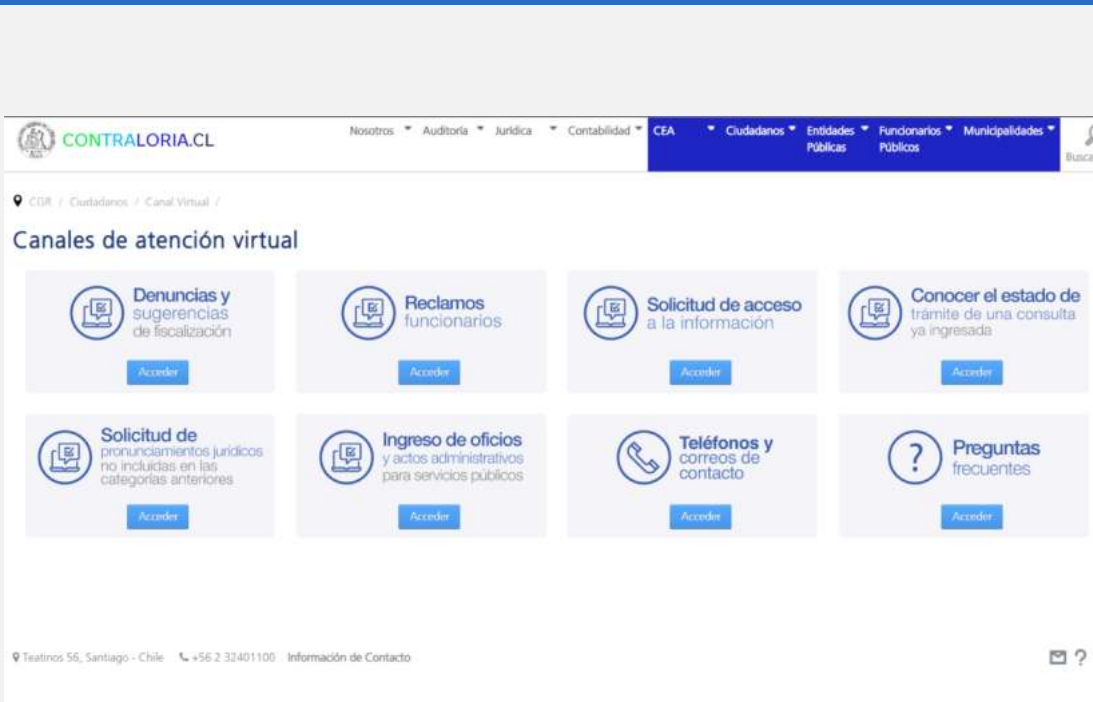 CONTRALORIA.CL
Nosotros
Auditoría
Jurídica
Contabilidad
CEA
Ciudadanos
Entidades
Públicas
Funcionarios
Públicos
Municipalidades
CGR / Ciudadanos / Canal Virtual /
Canales de atención virtual
Denuncias y
sugerencias
de fiscalización
Acceder
Reclamos
funcionarios
Acceder
Solicitud de acceso
a la información
Acceder
Conocer el estado de
trámite de una consulta
ya ingresada
Acceder
Solicitud de
pronunciamientos jurídicos
no incluidas en las
categorías anteriores
Acceder
Ingreso de oficios
y actos administrativos
para servicios públicos
Acceder
Teléfonos y
correos de
contacto
Acceder
Preguntas
frecuentes
Acceder
Teatinos 56, Santiago - Chile +56 2 32401100 Información de Contacto